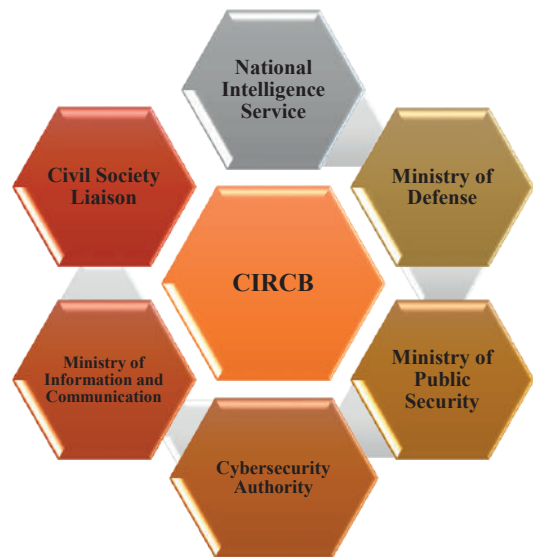 National
Intelligence
Service
Civil Society
Liaison
Ministry of
Defense
CIRCB
Ministry of
Information and
Communication
Ministry of
Public
Security
Cybersecurity
Authority